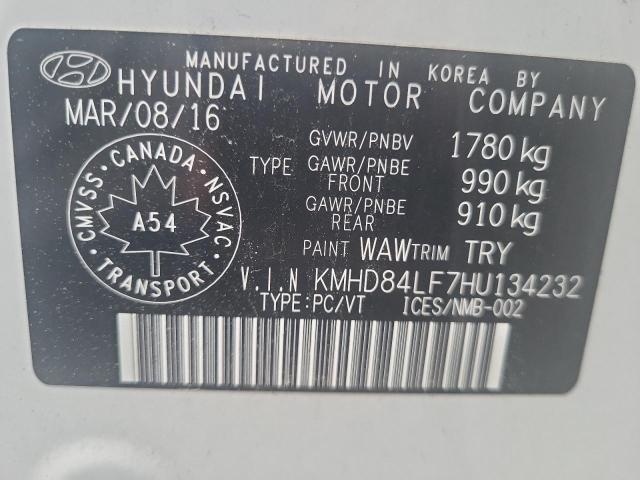 MANUFACTURED IN KOREA BY
HYUNDAI MOTOR COMPANY
MAR/08/16
GVWR/PNBV 1780 kg
TYPE GAWR/PNBE FRONT 990 kg
GAWR/PNBE REAR 910 kg
CMVSS • CANADA • NSVAC
A54
TRANSPORT
PAINT WAW TRIM TRY
V.I.N KMHD84LF7HU134232
TYPE:PC/VT ICES/NMB-002